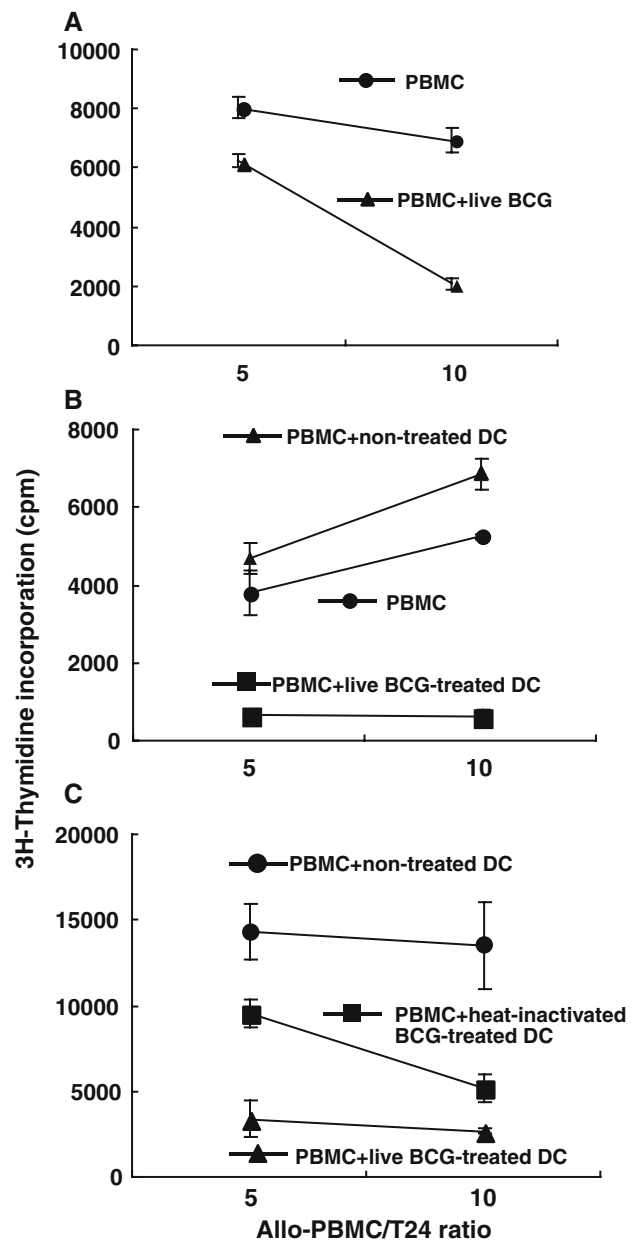 A
10000
8000
6000
4000
2000
0
PBMC
PBMC+live BCG
5
10
B
8000
6000
4000
2000
0
PBMC+non-treated DC
PBMC
PBMC+live BCG-treated DC
5
10
3H-Thymidine incorporation (cpm)
C
20000
15000
10000
5000
0
PBMC+non-treated DC
PBMC+heat-inactivated
BCG-treated DC
PBMC+live BCG-treated DC
5
10
Allo-PBMC/T24 ratio